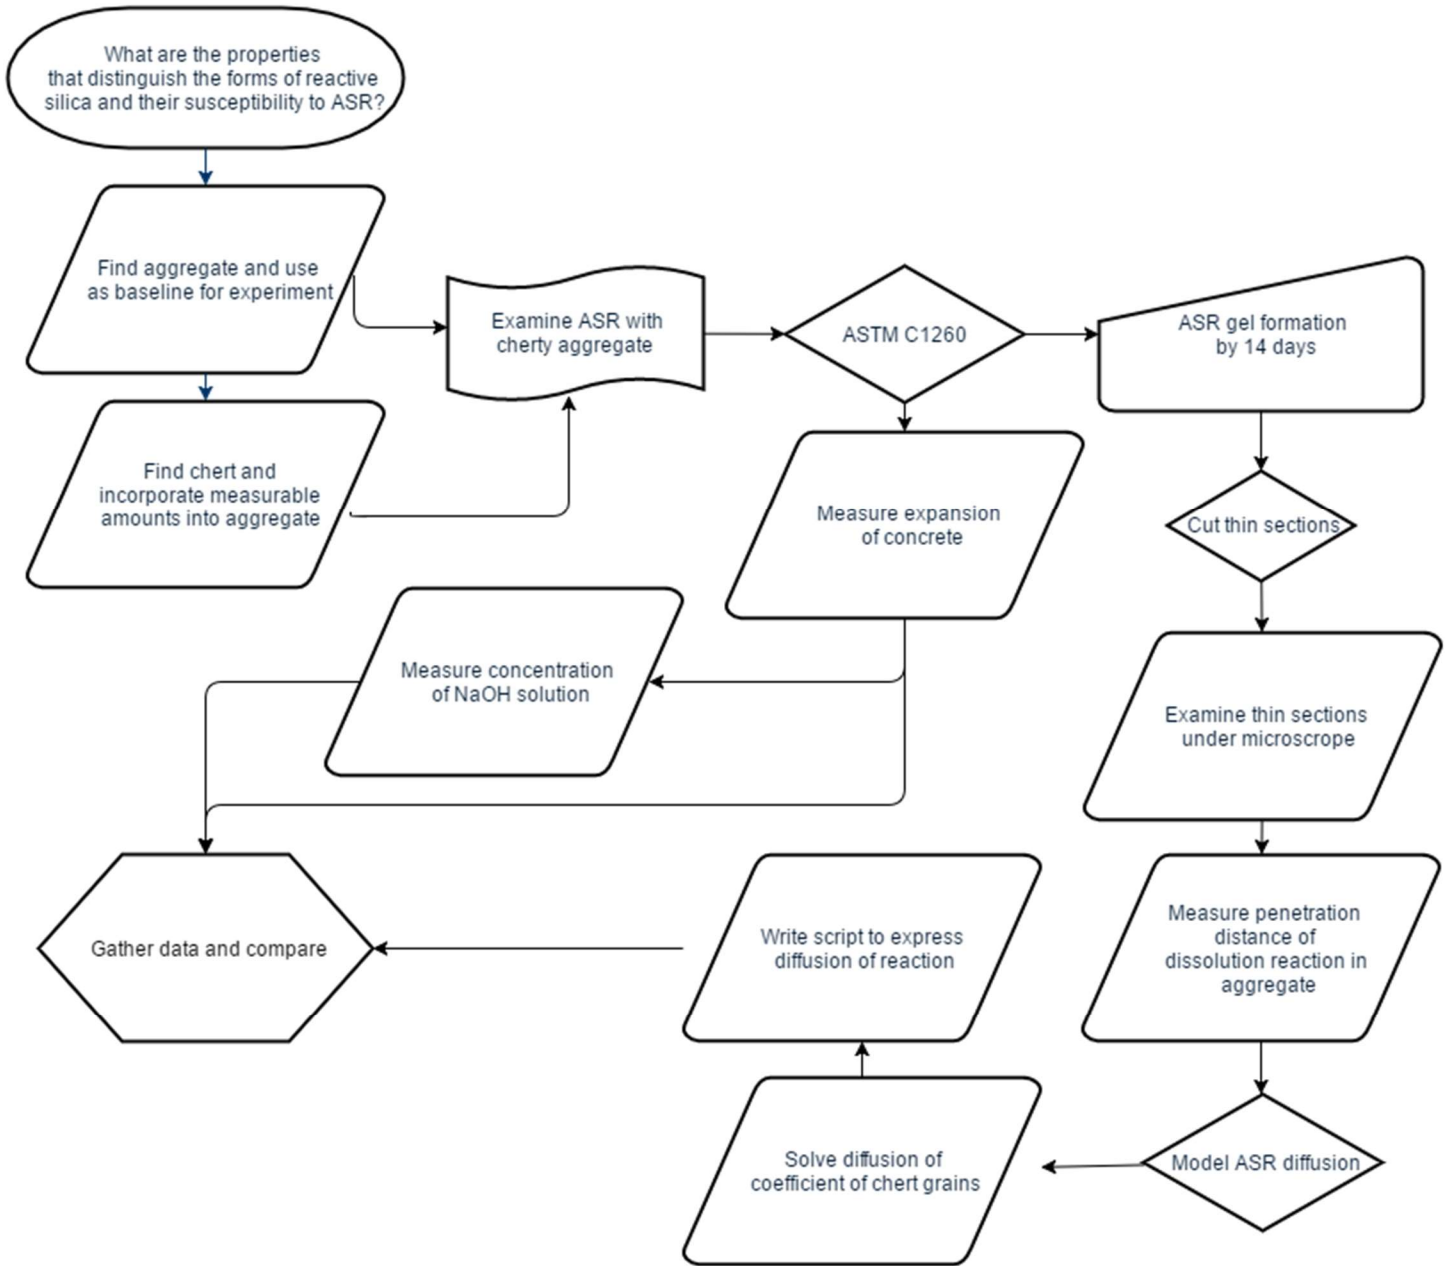 What are the properties
that distinguish the forms of reactive
silica and their susceptibility to ASR?
Find aggregate and use
as baseline for experiment
Examine ASR with
cherty aggregate
ASTM C1260
ASR gel formation
by 14 days
Find chert and
incorporate measurable
amounts into aggregate
Measure expansion
of concrete
Cut thin sections
Measure concentration
of NaOH solution
Examine thin sections
under microscrope
Gather data and compare
Write script to express
diffusion of reaction
Measure penetration
distance of
dissolution reaction in
aggregate
Solve diffusion of
coefficient of chert grains
Model ASR diffusion